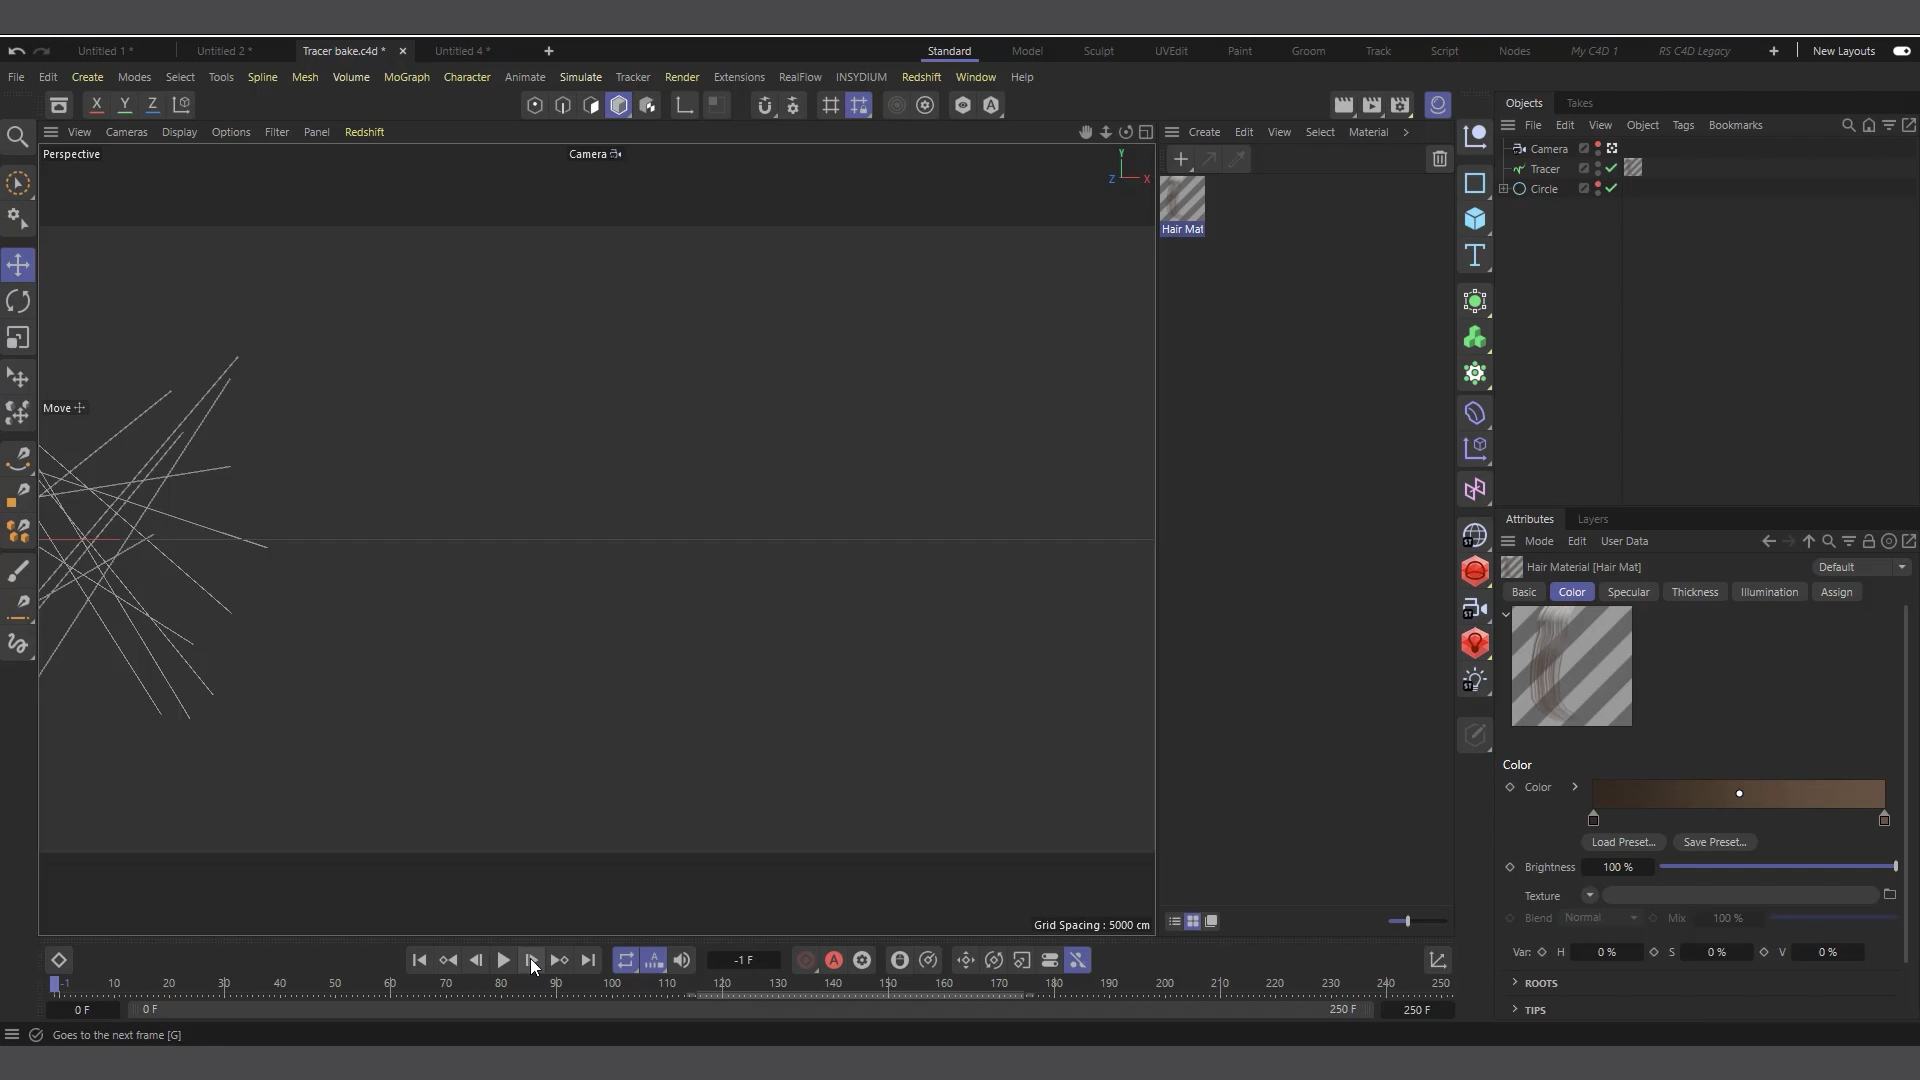 Untitled 1 *
Untitled 2 *
Tracer bake.c4d *
Untitled 4 *
Standard
Model
Sculpt
UVEdit
Paint
Groom
Track
Script
Nodes
My C4D 1
RS C4D Legacy
New Layouts
File Edit Create Modes Select Tools Spline Mesh Volume MoGraph Character Animate Simulate Tracker Render Extensions RealFlow INSYDIUM Redshift Window Help
X Y Z
Objects Takes
View Cameras Display Options Filter Panel Redshift
Create Edit View Select Material
File Edit View Object Tags Bookmarks
Perspective
Camera
Y
Z X
Camera
Tracer
Circle
Hair Mat
Move
Attributes Layers
Mode Edit User Data
Hair Material [Hair Mat]
Default
Basic Color Specular Thickness Illumination Assign
Color
Color
Load Preset...
Save Preset...
Brightness 100 %
Texture
Blend Normal Mix 100 %
Var: H 0 % S 0 % V 0 %
ROOTS
TIPS
Grid Spacing : 5000 cm
-1 F
-1 10 20 30 40 50 60 70 80 90 100 110 120 130 140 150 160 170 180 190 200 210 220 230 240 250
0 F
0 F
250 F
250 F
Goes to the next frame [G]